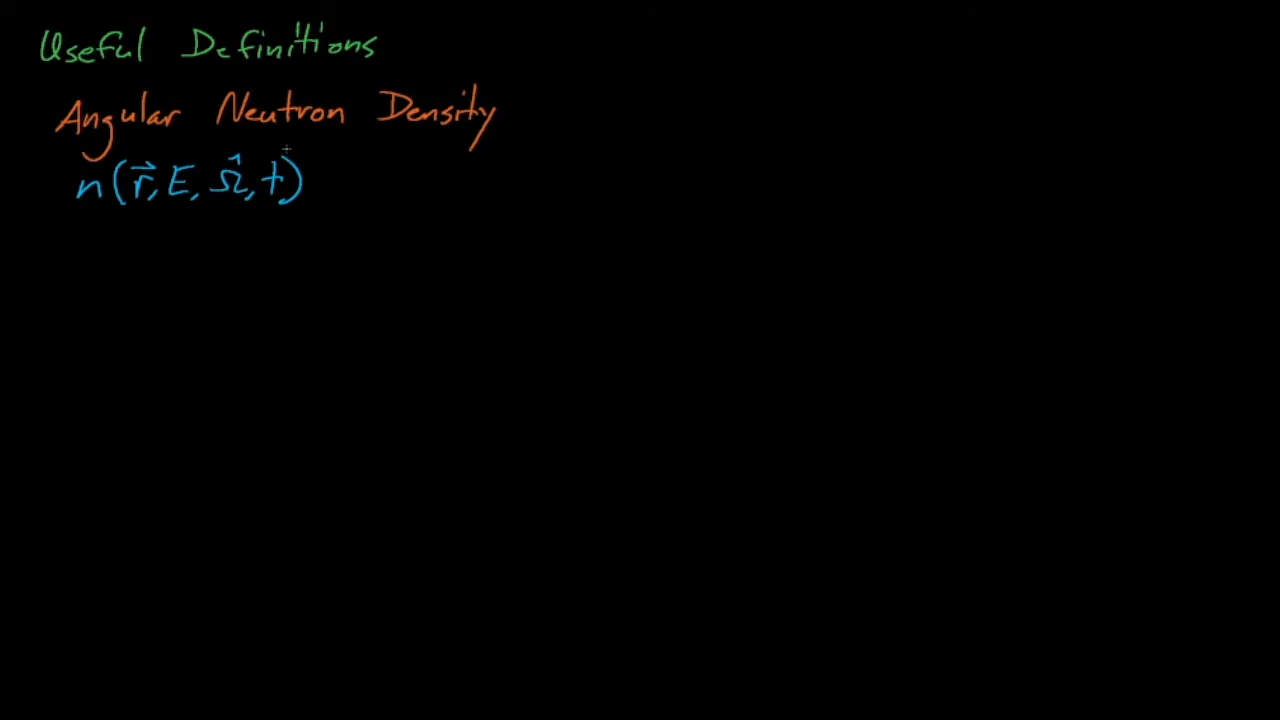 Useful Definitions
Angular Neutron Density
n(r⃗, E, Ω̂, t)